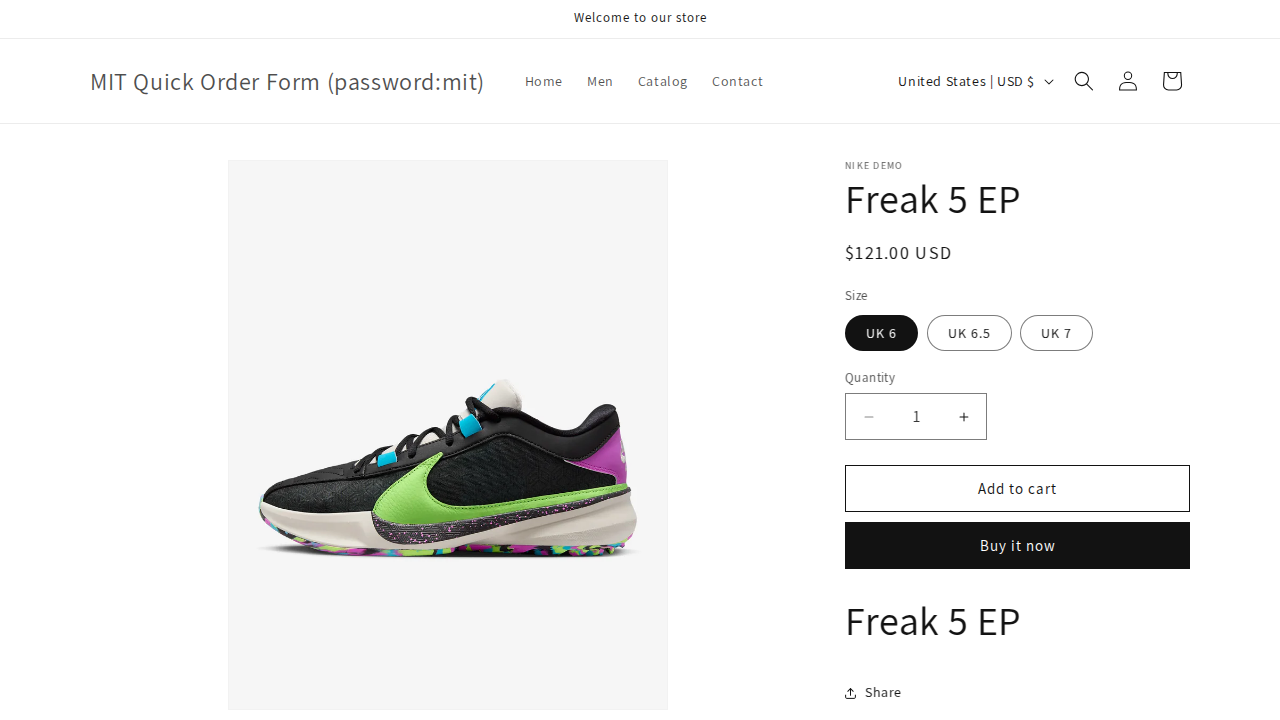 Welcome to our store
MIT Quick Order Form (password:mit)
Home
Men
Catalog
Contact
United States | USD $
NIKE DEMO
Freak 5 EP
$121.00 USD
Size
UK 6
UK 6.5
UK 7
Quantity
1
Add to cart
Buy it now
Freak 5 EP
Share